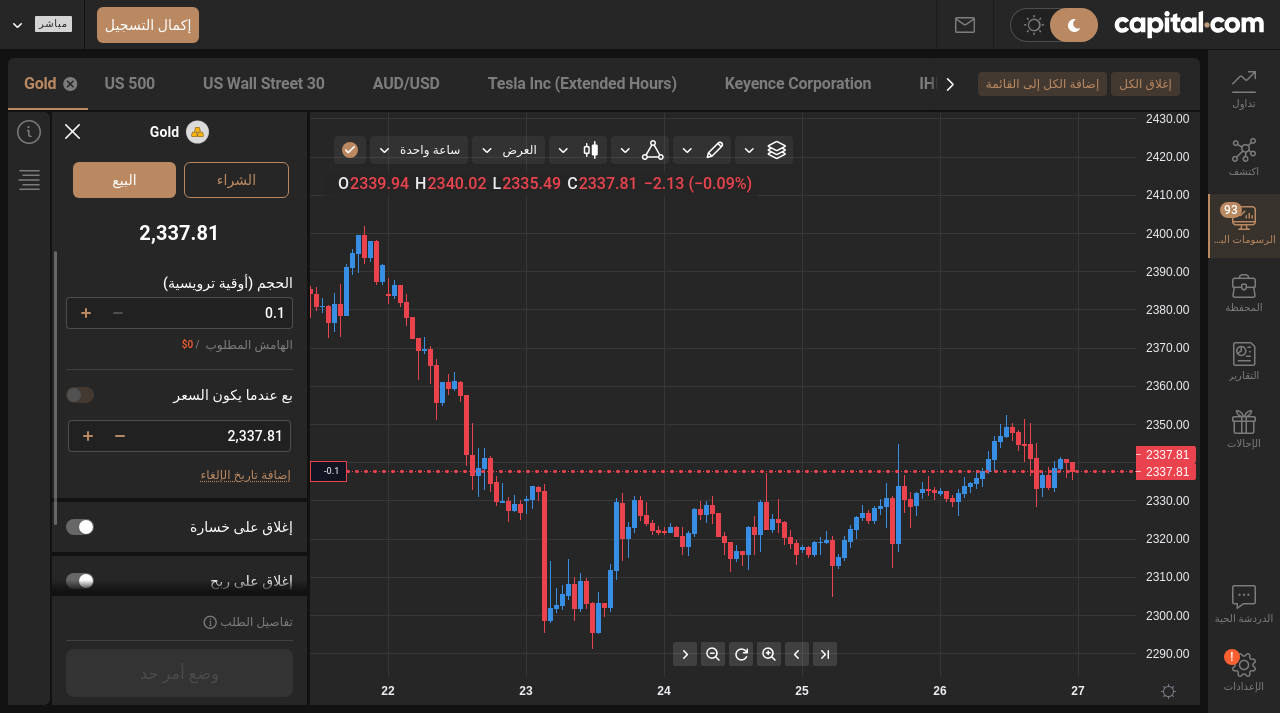 مباشر
إكمال التسجيل
capital.com
Gold
US 500
US Wall Street 30
AUD/USD
Tesla Inc (Extended Hours)
Keyence Corporation
إضافة الكل إلى القائمة
إغلاق الكل
Gold
البيع
الشراء
2,337.81
الحجم (أوقية ترويسية)
0.1
الهامش المطلوب / $0
بع عندما يكون السعر
2,337.81
إضافة تاريخ الإلغاء
إغلاق على خسارة
إغلاق على ربح
تفاصيل الطلب
وضع أمر حد
ساعة واحدة
العرض
O2339.94 H2340.02 L2335.49 C2337.81 −2.13 (−0.09%)
-0.1
2430.00
2420.00
2410.00
2400.00
2390.00
2380.00
2370.00
2360.00
2350.00
2337.81
2337.81
2330.00
2320.00
2310.00
2300.00
2290.00
22
23
24
25
26
27
تداول
اكتشف
93
الرسومات البـ...
المحفظة
التقارير
الإحالات
الدردشة الحية
!
الإعدادات